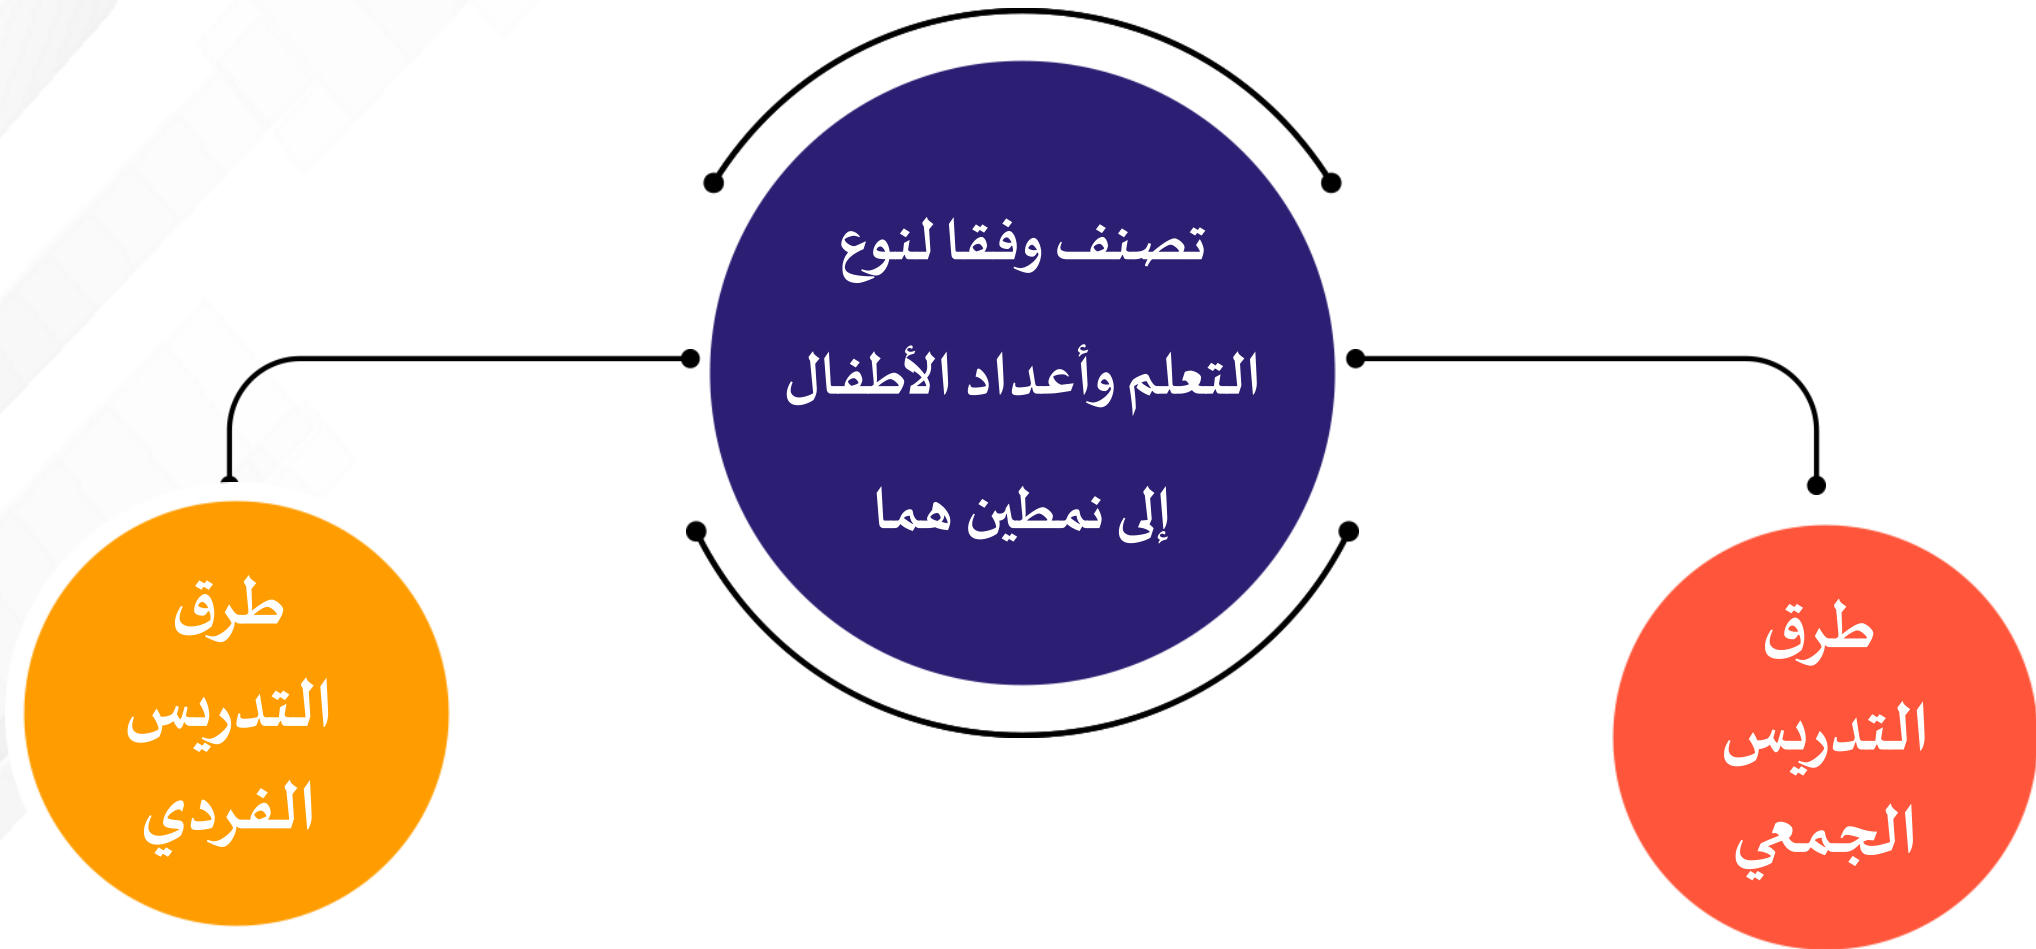 تصنف وفقا لنوع
التعلم وأعداد الأطفال
إلى نمطين هما
طرق
التدريس
الجمعي
طرق
التدريس
الفردي